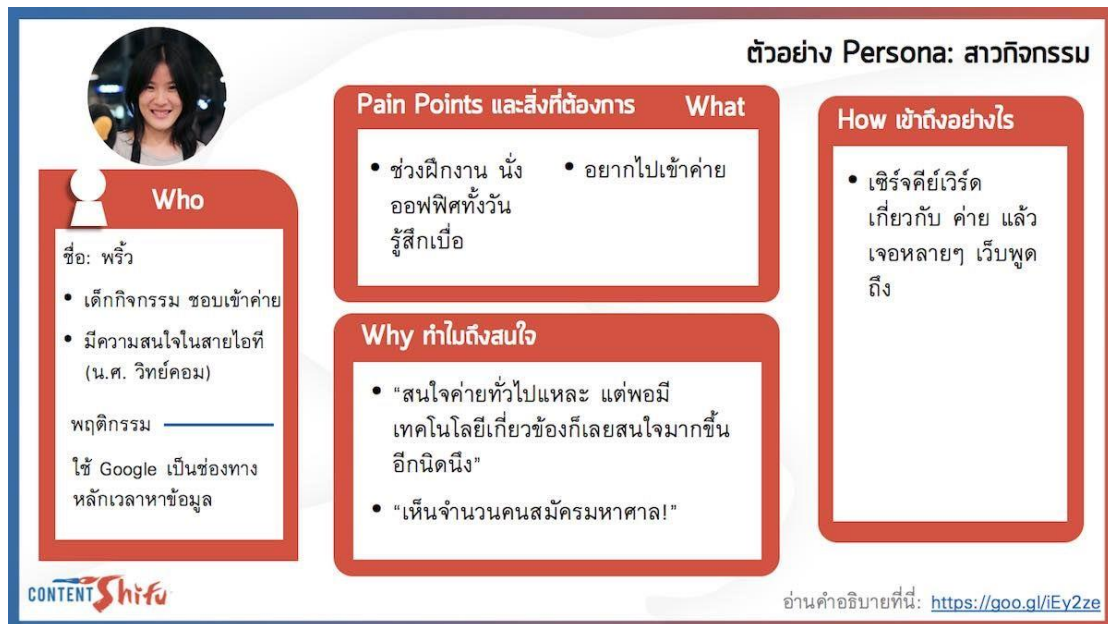 ตัวอย่าง Persona: สาวกิจกรรม
Who
ชื่อ: พริ้ว
• เด็กกิจกรรม ชอบเข้าค่าย
• มีความสนใจในสายไอที
(น.ศ. วิทย์คอม)
พฤติกรรม
ใช้ Google เป็นช่องทาง
หลักเวลาหาข้อมูล
Pain Points และสิ่งที่ต้องการ What
• ช่วงฝึกงาน นั่ง
ออฟฟิศทั้งวัน
รู้สึกเบื่อ
• อยากไปเข้าค่าย
Why ทำไมถึงสนใจ
• “สนใจค่ายทั่วไปแหละ แต่พอมี
เทคโนโลยีเกี่ยวข้องก็เลยสนใจมากขึ้น
อีกนิดนึง”
• “เห็นจำนวนคนสมัครมหาศาล!”
How เข้าถึงอย่างไร
• เซิร์จคีย์เวิร์ด
เกี่ยวกับ ค่าย แล้ว
เจอหลายๆ เว็บพูด
ถึง
CONTENT Shifu
อ่านคำอธิบายที่นี่: https://goo.gl/iEy2ze